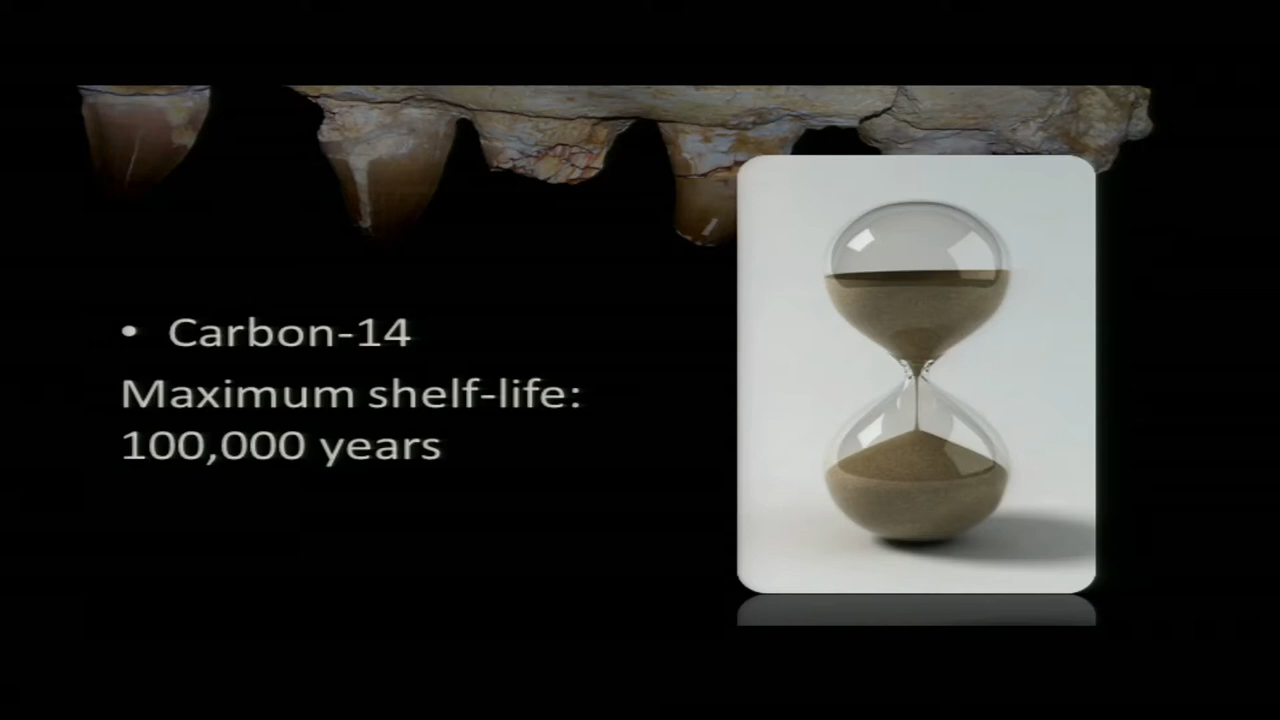 • Carbon-14
Maximum shelf-life:
100,000 years